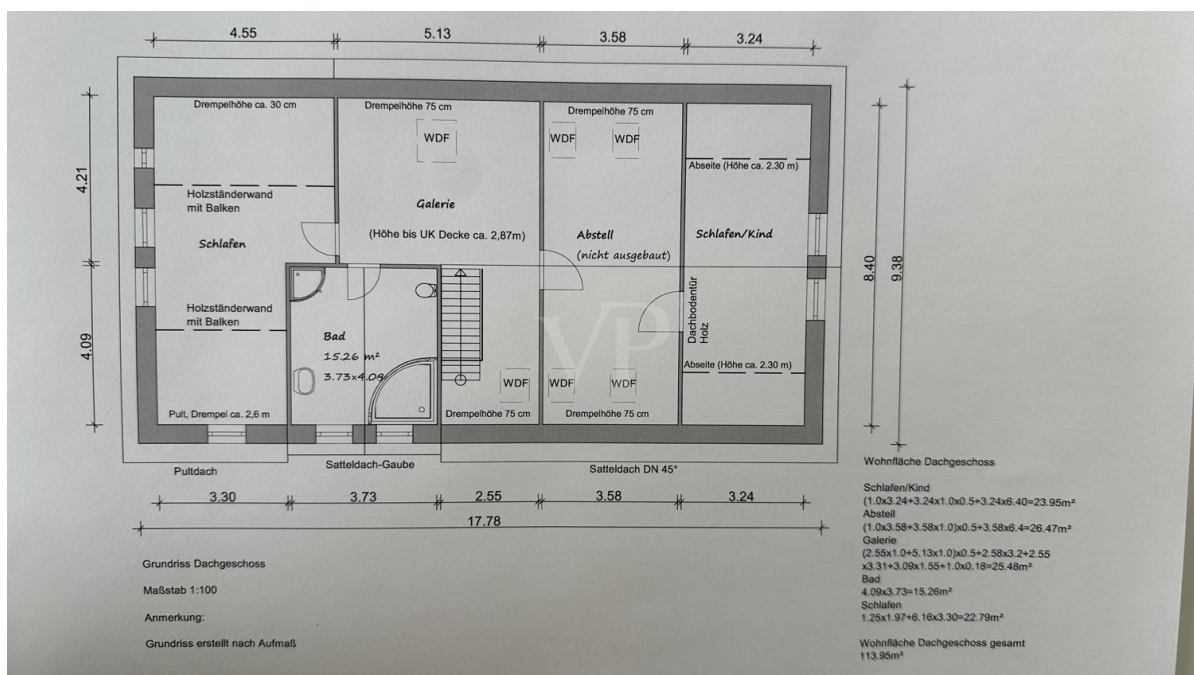 4.55 5.13 3.58 3.24
Drempelhöhe ca. 30 cm
Drempelhöhe 75 cm
Drempelhöhe 75 cm
WDF
WDF
WDF
4.21
Holzständerwand
mit Balken
Schlafen
Galerie
(Höhe bis UK Decke ca. 2,87m)
Abstell
(nicht ausgebaut)
Abseite (Höhe ca. 2.30 m)
Schlafen/Kind
8.40
9.38
4.09
Holzständerwand
mit Balken
Bad
15.26 m²
3.73x4.09
VP
Dachbodentür
Holz
Abseite (Höhe ca. 2.30 m)
WDF
WDF
WDF
Pult, Drempel ca. 2,6 m
Drempelhöhe 75 cm
Drempelhöhe 75 cm
Pultdach
Satteldach-Gaube
Satteldach DN 45°
3.30 3.73 2.55 3.58 3.24
17.78
Grundriss Dachgeschoss
Maßstab 1:100
Anmerkung:
Grundriss erstellt nach Aufmaß
Wohnfläche Dachgeschoss
Schlafen/Kind
(1.0x3.24+3.24x1.0x0.5+3.24x6.40=23.95m²
Abstell
(1.0x3.58+3.58x1.0)x0.5+3.58x6.4=26.47m²
Galerie
(2.55x1.0+5.13x1.0)x0.5+2.58x3.2+2.55
x3.31+3.09x1.55+1.0x0.18=25.48m²
Bad
4.09x3.73=15.26m²
Schlafen
1.25x1.97+6.16x3.30=22.79m²
Wohnfläche Dachgeschoss gesamt
113.95m²